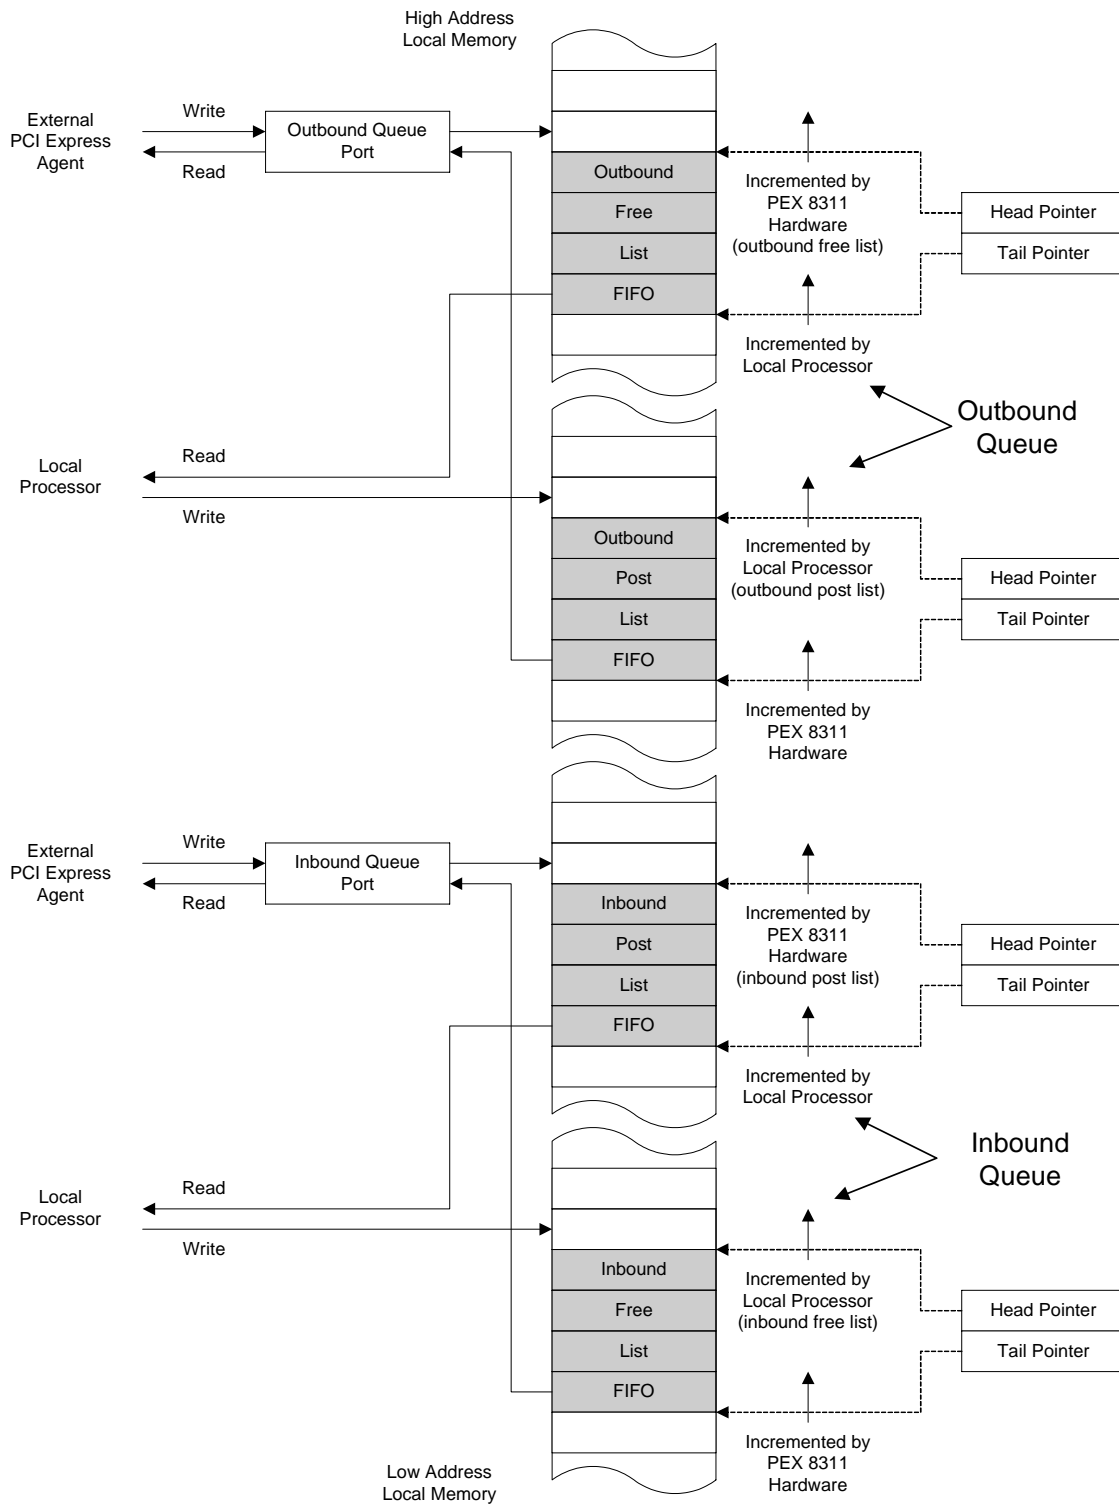 High Address
Local Memory
External
PCI Express
Agent
Write
Read
Outbound Queue
Port
Outbound
Free
List
FIFO
Incremented by
PEX 8311
Hardware
(outbound free list)
Head Pointer
Tail Pointer
Incremented by
Local Processor
Outbound
Queue
Local
Processor
Read
Write
Outbound
Post
List
FIFO
Incremented by
Local Processor
(outbound post list)
Head Pointer
Tail Pointer
Incremented by
PEX 8311
Hardware
External
PCI Express
Agent
Write
Read
Inbound Queue
Port
Inbound
Post
List
FIFO
Incremented by
PEX 8311
Hardware
(inbound post list)
Head Pointer
Tail Pointer
Incremented by
Local Processor
Inbound
Queue
Local
Processor
Read
Write
Inbound
Free
List
FIFO
Incremented by
Local Processor
(inbound free list)
Head Pointer
Tail Pointer
Incremented by
PEX 8311
Hardware
Low Address
Local Memory